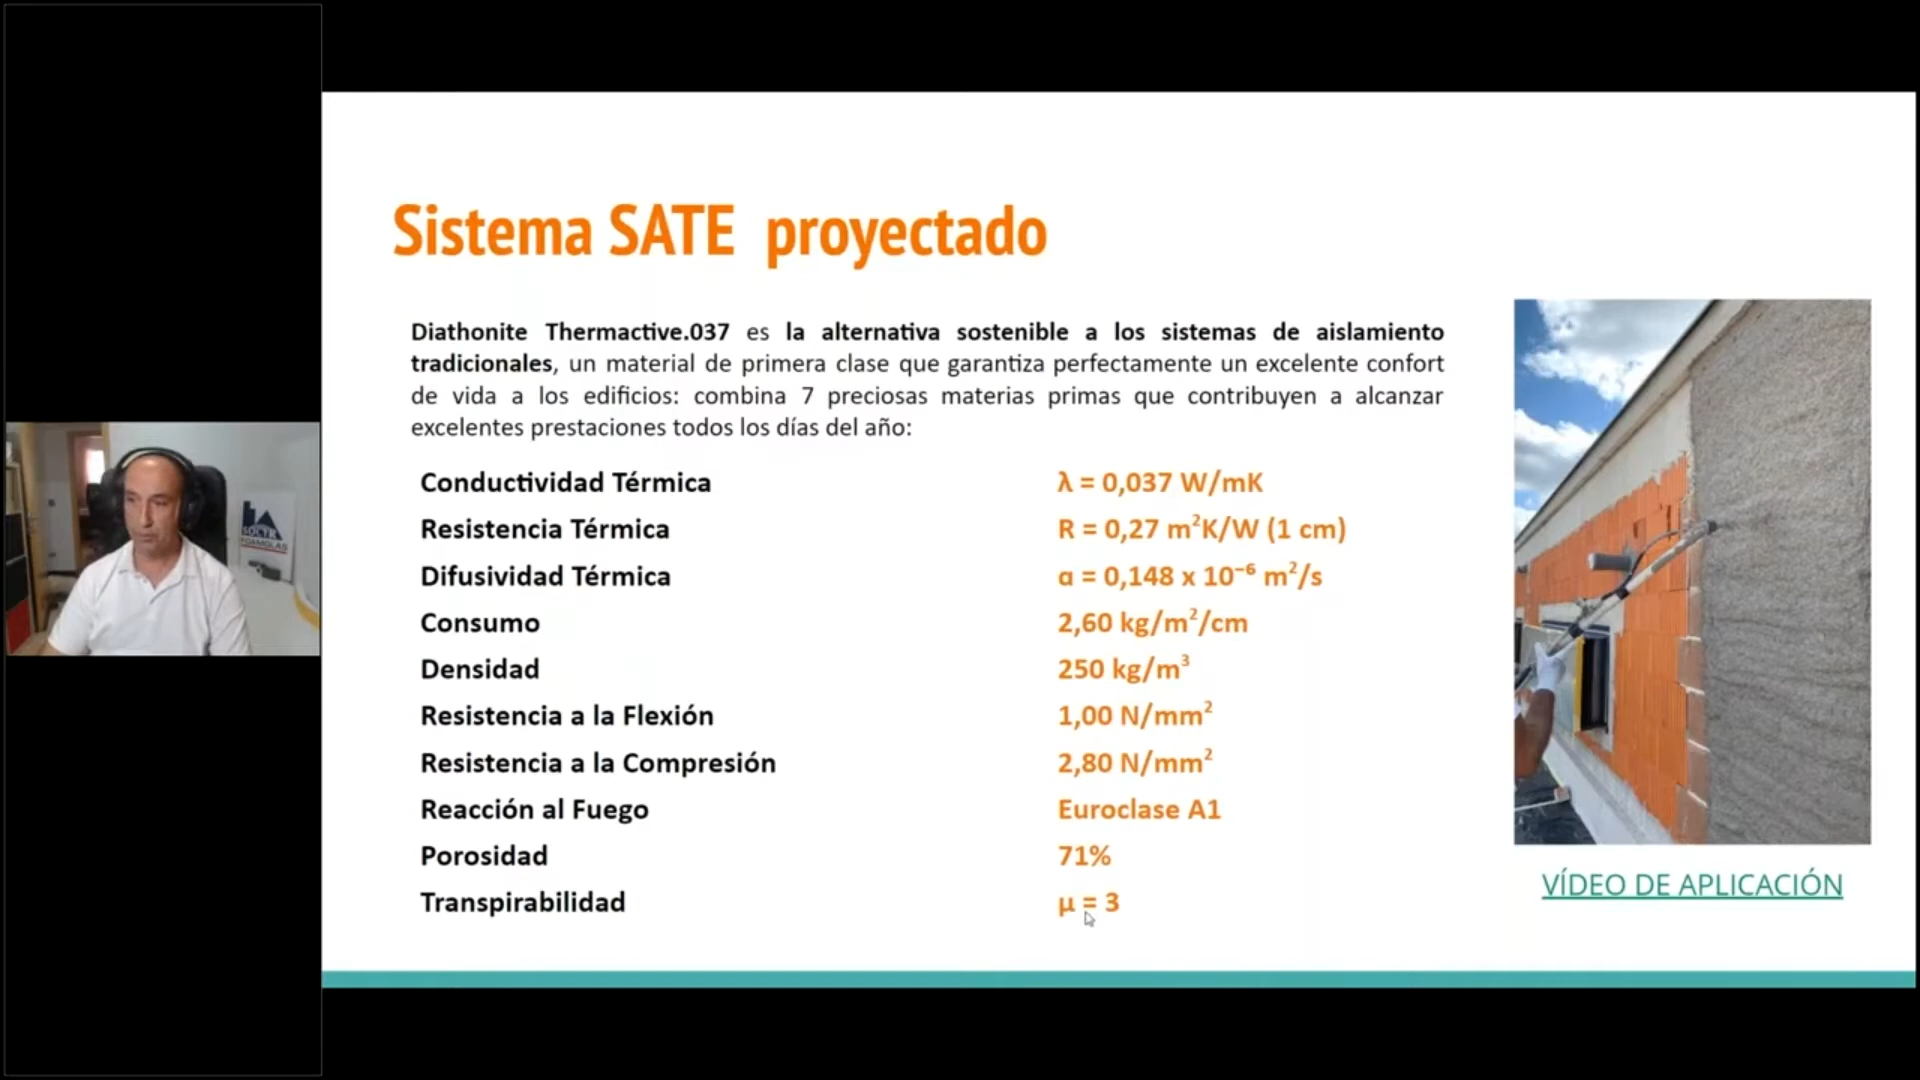 Sistema SATE proyectado
Diathonite Thermactive.037 es la alternativa sostenible a los sistemas de aislamiento
tradicionales, un material de primera clase que garantiza perfectamente un excelente confort
de vida a los edificios: combina 7 preciosas materias primas que contribuyen a alcanzar
excelentes prestaciones todos los días del año:
Conductividad Térmica λ = 0,037 W/mK
Resistencia Térmica R = 0,27 m²K/W (1 cm)
Difusividad Térmica α = 0,148 x 10⁻⁶ m²/s
Consumo 2,60 kg/m²/cm
Densidad 250 kg/m³
Resistencia a la Flexión 1,00 N/mm²
Resistencia a la Compresión 2,80 N/mm²
Reacción al Fuego Euroclase A1
Porosidad 71%
Transpirabilidad μ = 3
VÍDEO DE APLICACIÓN
SOCYR
FOAMGLAS